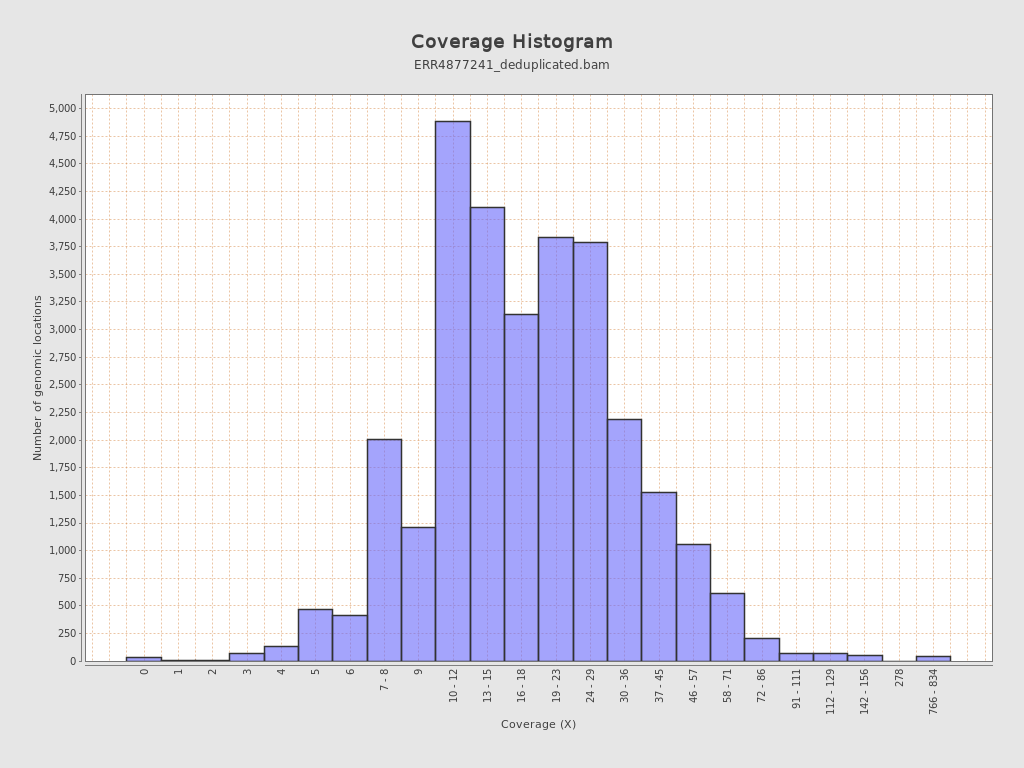 Coverage Histogram
ERR4877241_deduplicated.bam
Number of genomic locations
5,000
4,750
4,500
4,250
4,000
3,750
3,500
3,250
3,000
2,750
2,500
2,250
2,000
1,750
1,500
1,250
1,000
750
500
250
0
0
1
2
3
4
5
6
7 - 8
9
10 - 12
13 - 15
16 - 18
19 - 23
24 - 29
30 - 36
37 - 45
46 - 57
58 - 71
72 - 86
91 - 111
112 - 129
142 - 156
278
766 - 834
Coverage (X)